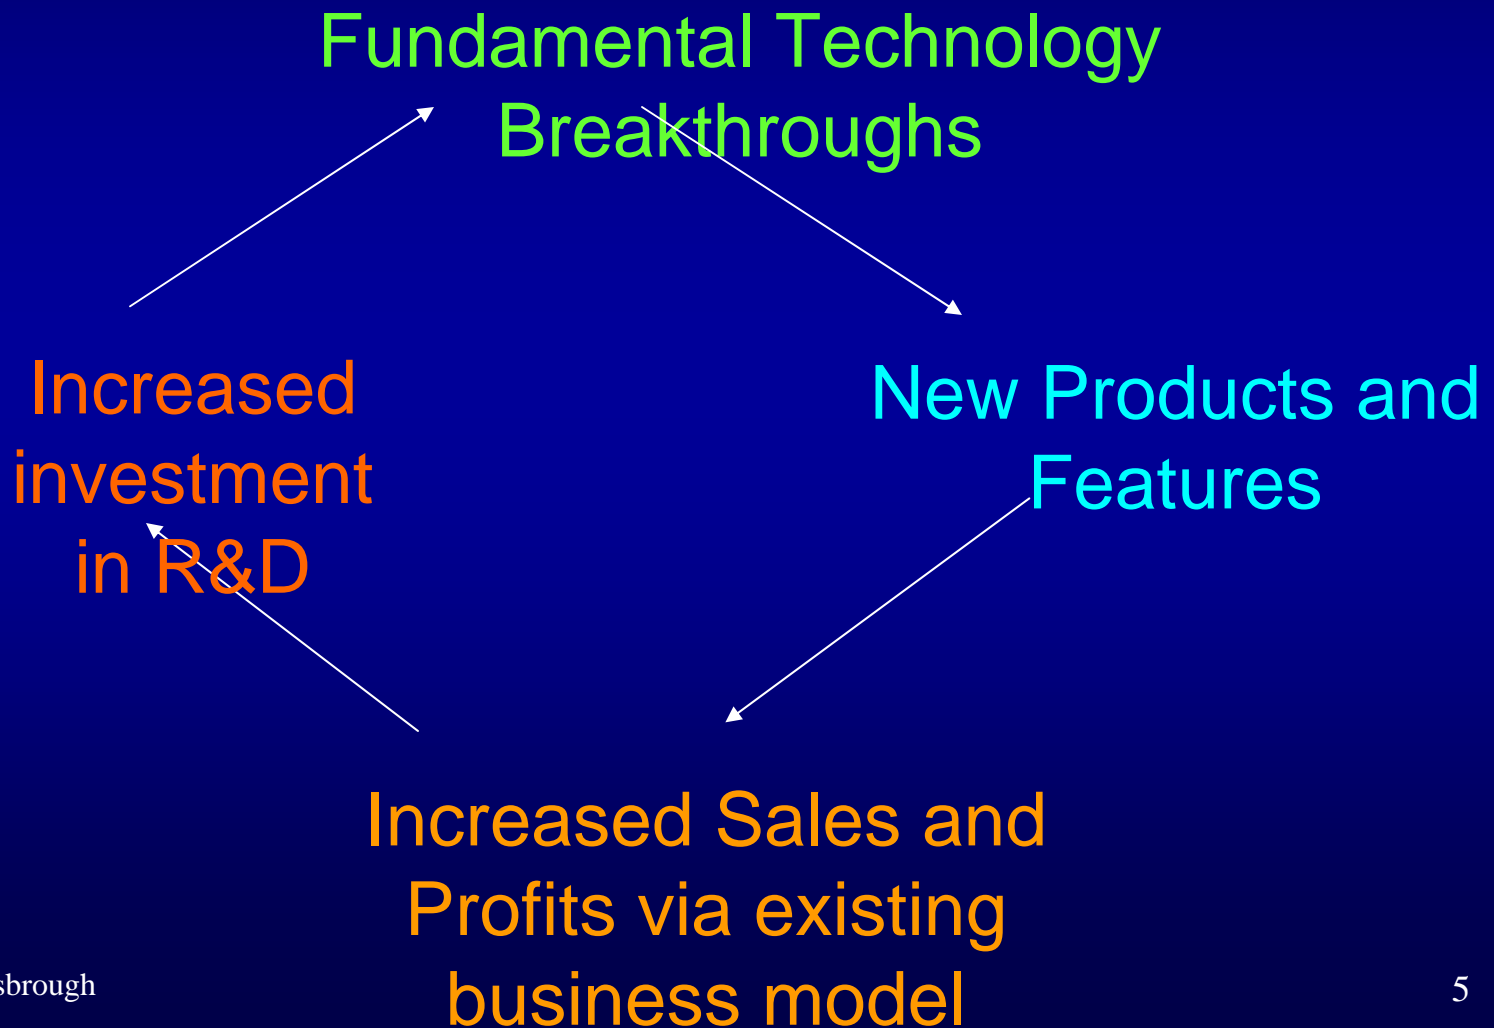 Fundamental Technology
Breakthroughs
Increased
investment
in R&D
New Products and
Features
Increased Sales and
Profits via existing
business model
sbrough
5